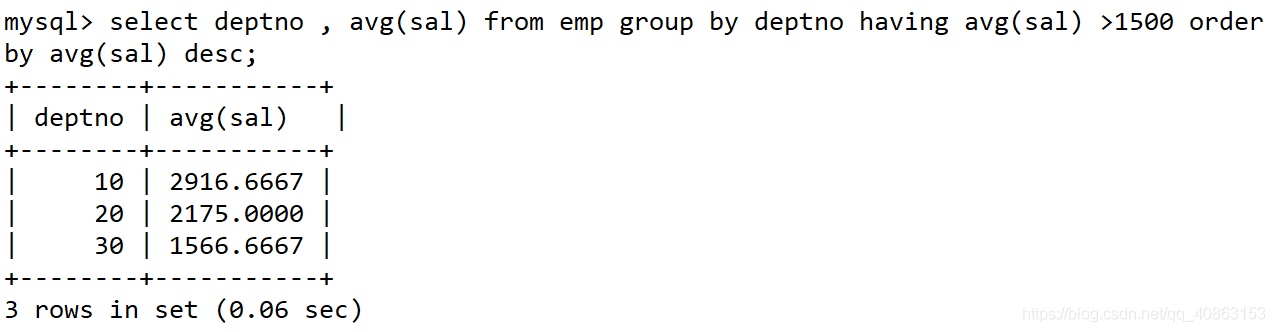 mysql> select deptno , avg(sal) from emp group by deptno having avg(sal) >1500 order
by avg(sal) desc;
+--------+-----------+
| deptno | avg(sal)   |
+--------+-----------+
|     10 | 2916.6667 |
|     20 | 2175.0000 |
|     30 | 1566.6667 |
+--------+-----------+
3 rows in set (0.06 sec)
https://blog.csdn.net/qq_40863153